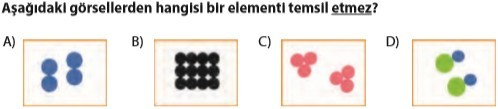 Aşağıdaki görsellerden hangisi bir elementi temsil etmez?
A) B) C) D)